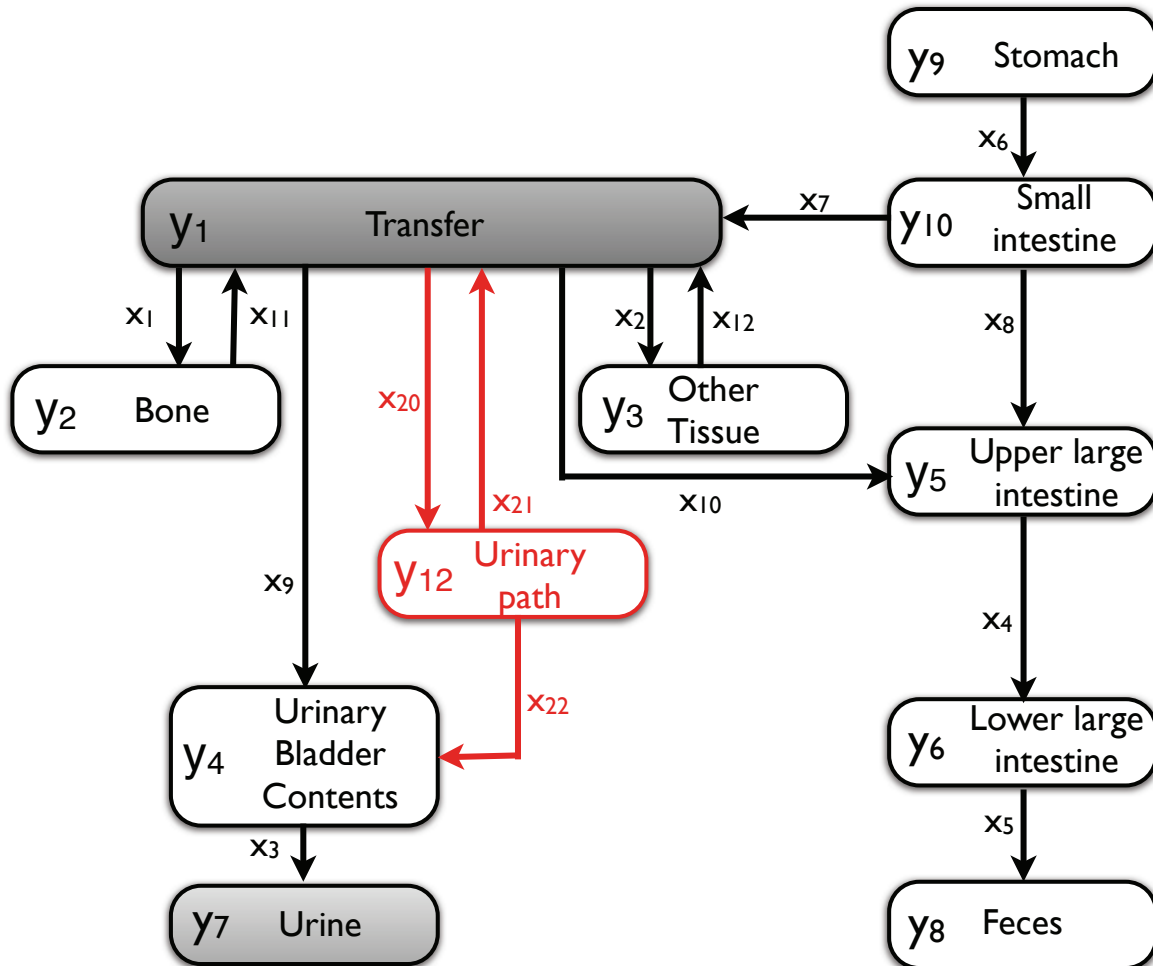 y9 Stomach
x6
y1 Transfer
x7
y10 Small
intestine
x1
x11
x20
x2
x12
x8
y2 Bone
y3 Other
Tissue
x21
x10
y5 Upper large
intestine
x9
y12 Urinary
path
x4
x22
y4 Urinary
Bladder
Contents
y6 Lower large
intestine
x3
x5
y7 Urine
y8 Feces